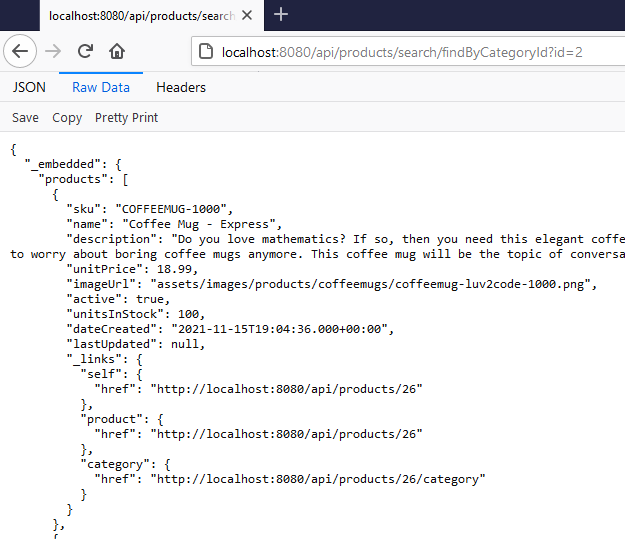 localhost:8080/api/products/search
localhost:8080/api/products/search/findByCategoryId?id=2
JSON Raw Data Headers
Save Copy Pretty Print
{
  "_embedded": {
    "products": [
      {
        "sku": "COFFEEMUG-1000",
        "name": "Coffee Mug - Express",
        "description": "Do you love mathematics? If so, then you need this elegant coffe
to worry about boring coffee mugs anymore. This coffee mug will be the topic of conversa
        "unitPrice": 18.99,
        "imageUrl": "assets/images/products/coffeemugs/coffeemug-luv2code-1000.png",
        "active": true,
        "unitsInStock": 100,
        "dateCreated": "2021-11-15T19:04:36.000+00:00",
        "lastUpdated": null,
        "_links": {
          "self": {
            "href": "http://localhost:8080/api/products/26"
          },
          "product": {
            "href": "http://localhost:8080/api/products/26"
          },
          "category": {
            "href": "http://localhost:8080/api/products/26/category"
          }
        }
      },
      {